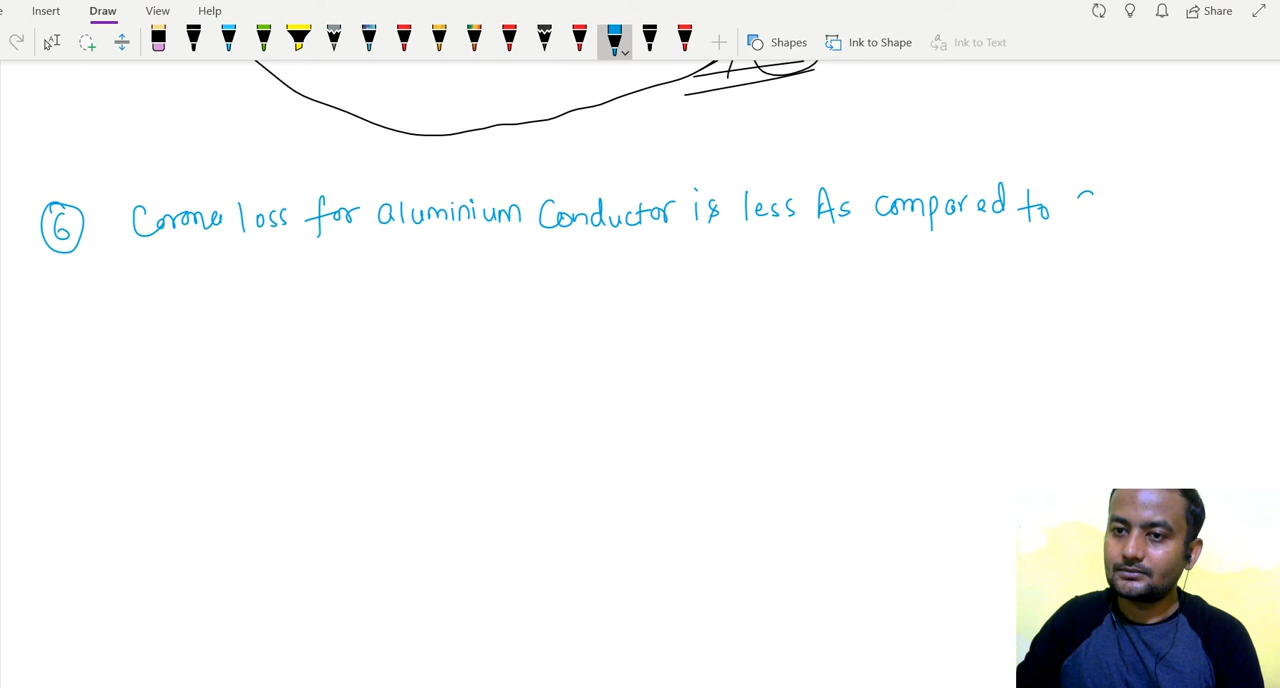 Insert Draw View Help Share
Shapes Ink to Shape Ink to Text
6 Corona loss for aluminium Conductor is less As compared to